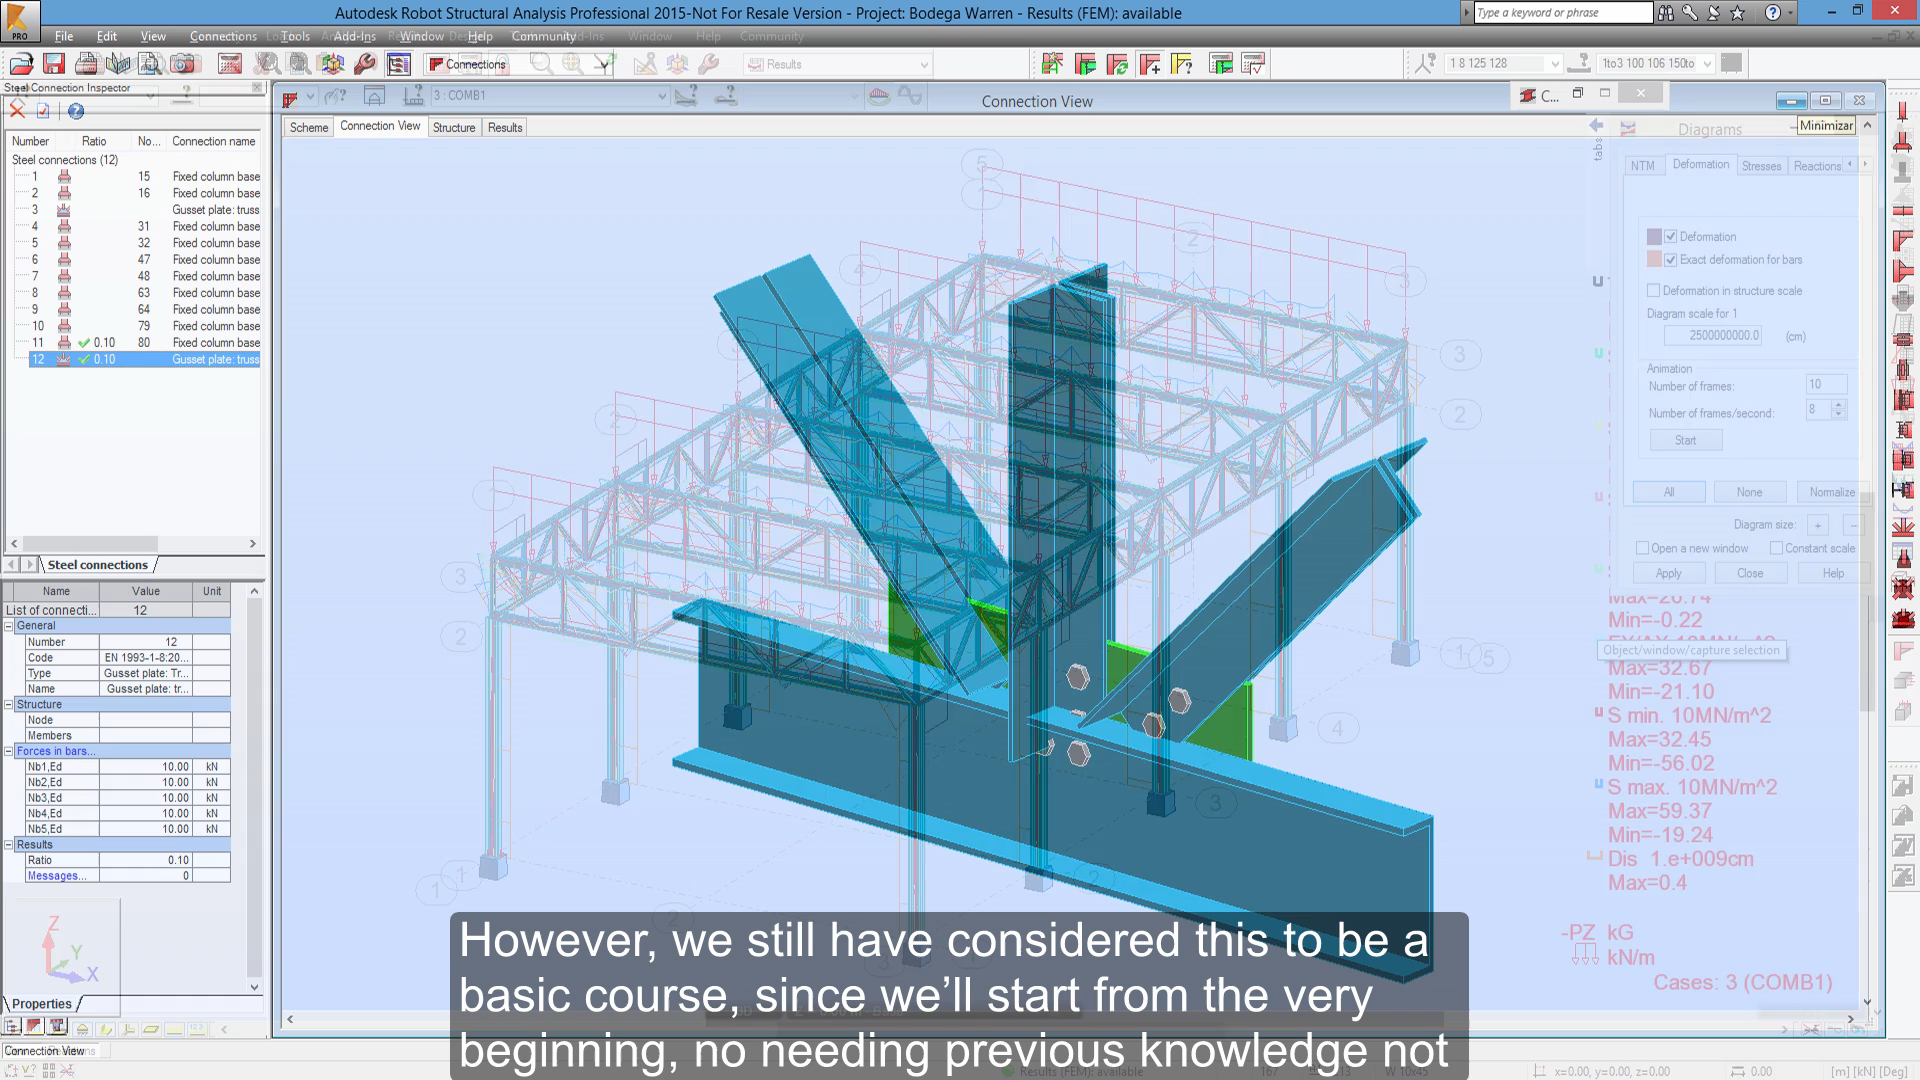 Autodesk Robot Structural Analysis Professional 2015-Not For Resale Version - Project: Bodega Warren - Results (FEM): available
Type a keyword or phrase
PRO
File Edit View Connections Tools Add-Ins Window Help Community
Window Help Community
Connections
Results
1 8 125 128
1to3 100 106 150to
Steel Connection Inspector
3 : COMB1
Connection View
C...
Minimizar
Scheme Connection View Structure Results
Diagrams
tabs
Number Ratio No... Connection name
Steel connections (12)
1 15 Fixed column base
2 16 Fixed column base
3 Gusset plate: truss
4 31 Fixed column base
5 32 Fixed column base
6 47 Fixed column base
7 48 Fixed column base
8 63 Fixed column base
9 64 Fixed column base
10 79 Fixed column base
11 0.10 80 Fixed column base
12 0.10 Gusset plate: truss
Steel connections
NTM Deformation Stresses Reactions
Deformation
Exact deformation for bars
Deformation in structure scale
Diagram scale for 1
2500000000.0 (cm)
Animation
Number of frames: 10
Number of frames/second: 8
Start
All None Normalize
Diagram size: + -
Open a new window Constant scale
Apply Close Help
Name Value Unit
List of connecti... 12
General
Number 12
Code EN 1993-1-8:20...
Type Gusset plate: Tr...
Name Gusset plate: tr...
Structure
Node
Members
Forces in bars...
Nb1,Ed 10.00 kN
Nb2,Ed 10.00 kN
Nb3,Ed 10.00 kN
Nb4,Ed 10.00 kN
Nb5,Ed 10.00 kN
Results
Ratio 0.10
Messages... 0
Z
Y
X
Properties
Connection View
Min=-0.22
Object/window/capture selection
Max=32.67
Min=-21.10
S min. 10MN/m^2
Max=32.45
Min=-56.02
S max. 10MN/m^2
Max=59.37
Min=-19.24
Dis 1.e+009cm
Max=0.4
-PZ kG
kN/m
Cases: 3 (COMB1)
However, we still have considered this to be a
basic course, since we'll start from the very
beginning, no needing previous knowledge not
Results (FEM): available
x=0.00, y=0.00, z=0.00
0.00
[m] [kN] [Deg]